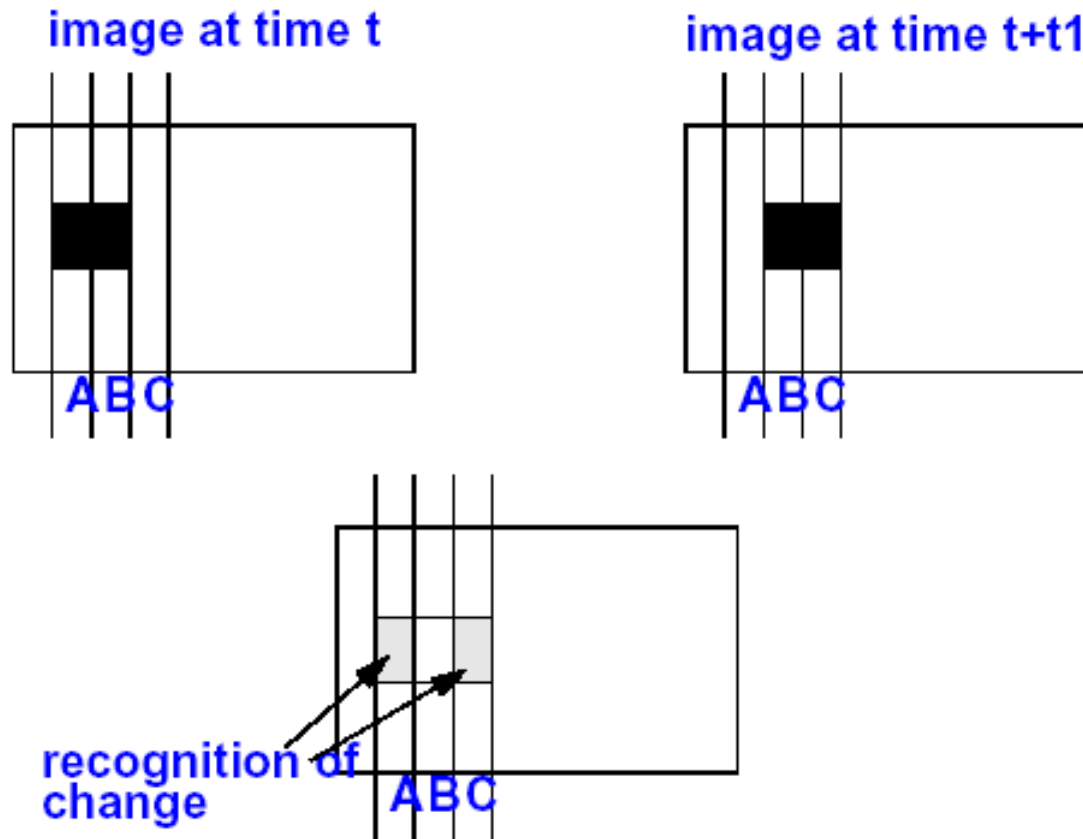 image at time t
image at time t+t1
ABC
ABC
recognition of
change
ABC